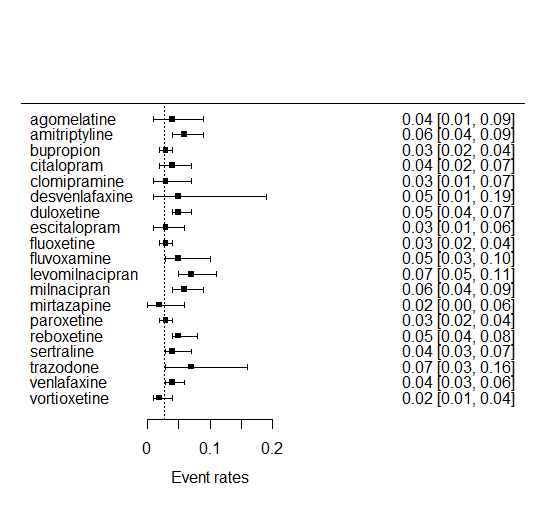 agomelatine 0.04 [0.01, 0.09]
amitriptyline 0.06 [0.04, 0.09]
bupropion 0.03 [0.02, 0.04]
citalopram 0.04 [0.02, 0.07]
clomipramine 0.03 [0.01, 0.07]
desvenlafaxine 0.05 [0.01, 0.19]
duloxetine 0.05 [0.04, 0.07]
escitalopram 0.03 [0.01, 0.06]
fluoxetine 0.03 [0.02, 0.04]
fluvoxamine 0.05 [0.03, 0.10]
levomilnacipran 0.07 [0.05, 0.11]
milnacipran 0.06 [0.04, 0.09]
mirtazapine 0.02 [0.00, 0.06]
paroxetine 0.03 [0.02, 0.04]
reboxetine 0.05 [0.04, 0.08]
sertraline 0.04 [0.03, 0.07]
trazodone 0.07 [0.03, 0.16]
venlafaxine 0.04 [0.03, 0.06]
vortioxetine 0.02 [0.01, 0.04]
0 0.1 0.2
Event rates